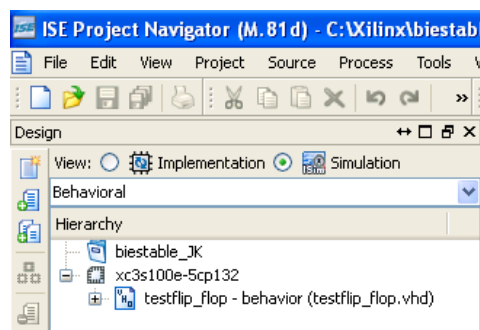 ISE ISE Project Navigator (M.81d) - C:\Xilinx\biestab
File Edit View Project Source Process Tools
»
Design
View: Implementation Simulation
Behavioral
Hierarchy
biestable_JK
xc3s100e-5cp132
testflip_flop - behavior (testflip_flop.vhd)